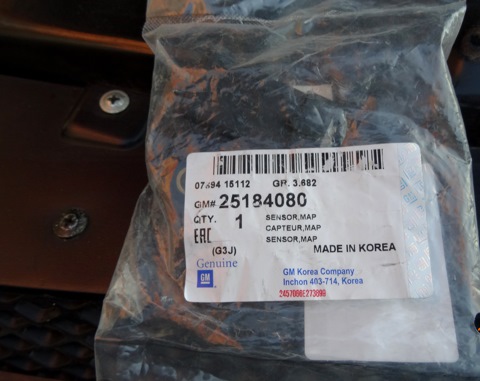 07494 15112 GR. 3.682
GM# 25184080
QTY. 1 SENSOR,MAP
CAPTEUR,MAP
EAC SENSOR,MAP
(G3J) MADE IN KOREA
Genuine
GM
GM Korea Company
Inchon 403-714, Korea